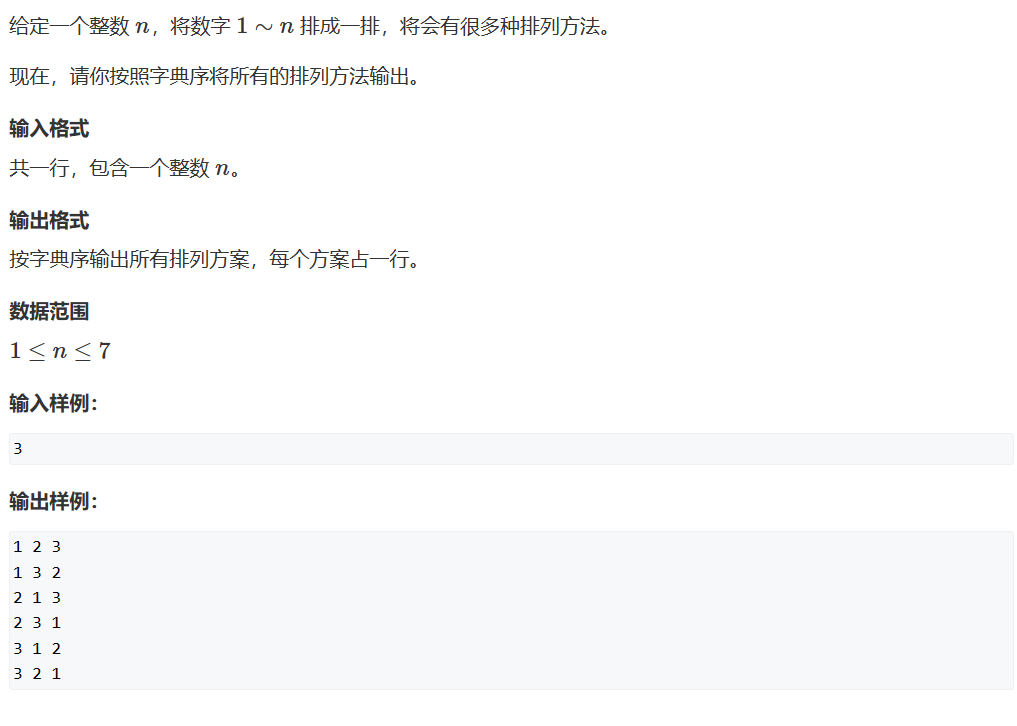 给定一个整数 n，将数字 1 ∼ n 排成一排，将会有很多种排列方法。
现在，请你按照字典序将所有的排列方法输出。
输入格式
共一行，包含一个整数 n。
输出格式
按字典序输出所有排列方案，每个方案占一行。
数据范围
1 ≤ n ≤ 7
输入样例：
3
输出样例：
1 2 3
1 3 2
2 1 3
2 3 1
3 1 2
3 2 1